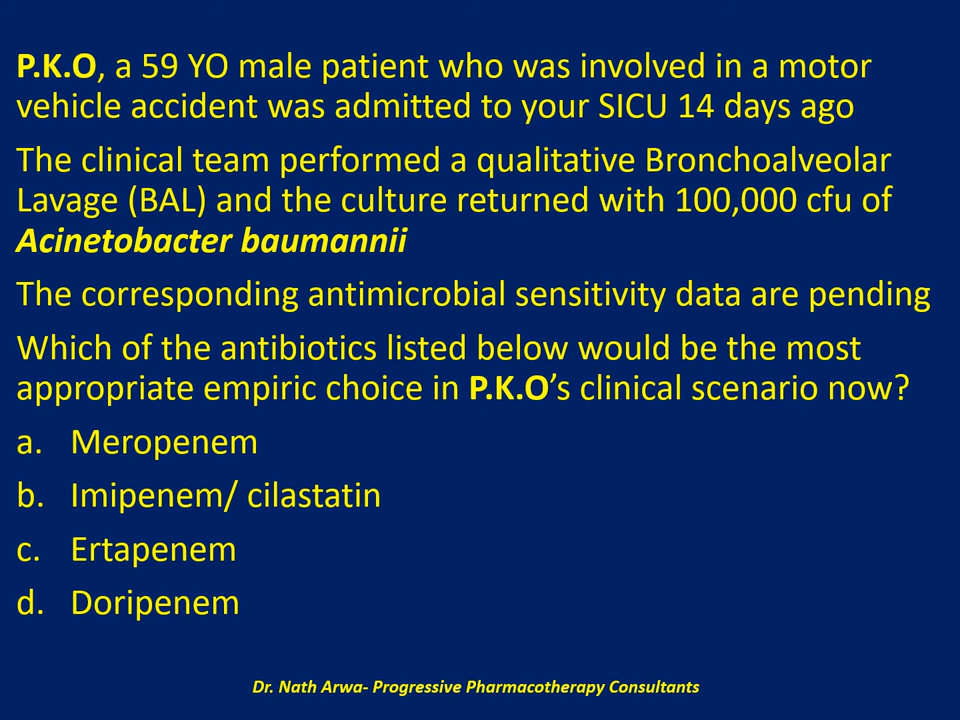 P.K.O, a 59 YO male patient who was involved in a motor
vehicle accident was admitted to your SICU 14 days ago
The clinical team performed a qualitative Bronchoalveolar
Lavage (BAL) and the culture returned with 100,000 cfu of
Acinetobacter baumannii
The corresponding antimicrobial sensitivity data are pending
Which of the antibiotics listed below would be the most
appropriate empiric choice in P.K.O’s clinical scenario now?
a. Meropenem
b. Imipenem/ cilastatin
c. Ertapenem
d. Doripenem
Dr. Nath Arwa- Progressive Pharmacotherapy Consultants